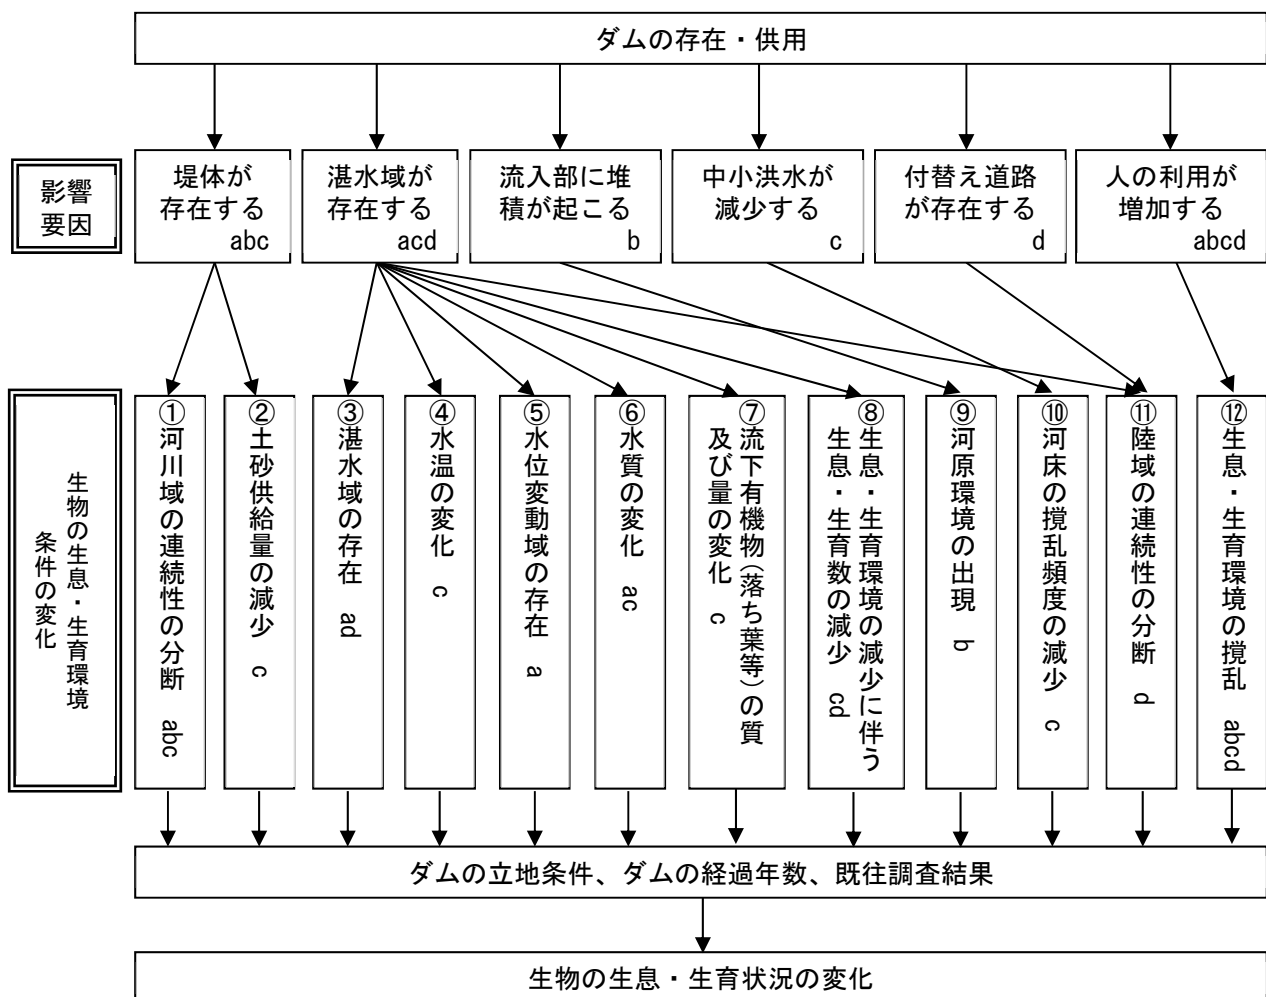 ダムの存在・供用
影響
要因
堤体が
存在する
abc
湛水域が
存在する
acd
流入部に堆
積が起こる
b
中小洪水が
減少する
c
付替え道路
が存在する
d
人の利用が
増加する
abcd
生物の生息・生育環境
条件の変化
①河川域の連続性の分断 abc
②土砂供給量の減少 c
③湛水域の存在 ad
④水温の変化 c
⑤水位変動域の存在 a
⑥水質の変化 ac
⑦流下有機物(落ち葉等)の質
及び量の変化 c
⑧生息・生育環境の減少に伴う
生息・生育数の減少 cd
⑨河原環境の出現 b
⑩河床の撹乱頻度の減少 c
⑪陸域の連続性の分断 d
⑫生息・生育環境の撹乱 abcd
ダムの立地条件、ダムの経過年数、既往調査結果
生物の生息・生育状況の変化